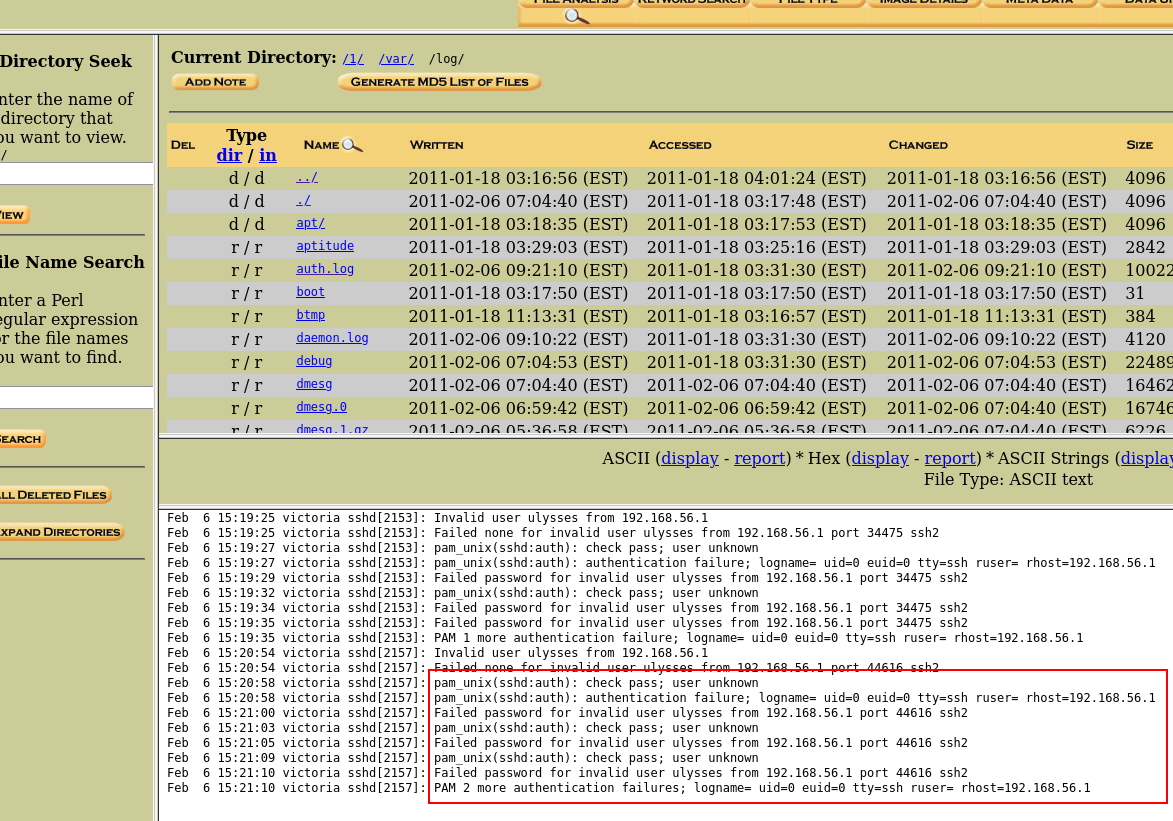 FILE ANALYSIS KEYWORD SEARCH FILE TYPE IMAGE DETAILS META DATA
Directory Seek
nter the name of
directory that
ou want to view.
/
IEW
ile Name Search
nter a Perl
egular expression
or the file names
ou want to find.
EARCH
ALL DELETED FILES
XPAND DIRECTORIES
Current Directory: /1/ /var/ /log/
ADD NOTE GENERATE MD5 LIST OF FILES
DEL Type dir / in NAME WRITTEN ACCESSED CHANGED SIZE
d / d ../ 2011-01-18 03:16:56 (EST) 2011-01-18 04:01:24 (EST) 2011-01-18 03:16:56 (EST) 4096
d / d ./ 2011-02-06 07:04:40 (EST) 2011-01-18 03:17:48 (EST) 2011-02-06 07:04:40 (EST) 4096
d / d apt/ 2011-01-18 03:18:35 (EST) 2011-01-18 03:17:53 (EST) 2011-01-18 03:18:35 (EST) 4096
r / r aptitude 2011-01-18 03:29:03 (EST) 2011-01-18 03:25:16 (EST) 2011-01-18 03:29:03 (EST) 2842
r / r auth.log 2011-02-06 09:21:10 (EST) 2011-01-18 03:31:30 (EST) 2011-02-06 09:21:10 (EST) 10022
r / r boot 2011-01-18 03:17:50 (EST) 2011-01-18 03:17:50 (EST) 2011-01-18 03:17:50 (EST) 31
r / r btmp 2011-01-18 11:13:31 (EST) 2011-01-18 03:16:57 (EST) 2011-01-18 11:13:31 (EST) 384
r / r daemon.log 2011-02-06 09:10:22 (EST) 2011-01-18 03:31:30 (EST) 2011-02-06 09:10:22 (EST) 4120
r / r debug 2011-02-06 07:04:53 (EST) 2011-01-18 03:31:30 (EST) 2011-02-06 07:04:53 (EST) 22489
r / r dmesg 2011-02-06 07:04:40 (EST) 2011-02-06 07:04:40 (EST) 2011-02-06 07:04:40 (EST) 16462
r / r dmesg.0 2011-02-06 06:59:42 (EST) 2011-02-06 06:59:42 (EST) 2011-02-06 07:04:40 (EST) 16746
r / r dmesg.1.gz 2011-02-06 05:36:58 (EST) 2011-02-06 05:36:58 (EST) 2011-02-06 07:04:40 (EST) 6226
ASCII (display - report) * Hex (display - report) * ASCII Strings (display
File Type: ASCII text
Feb  6 15:19:25 victoria sshd[2153]: Invalid user ulysses from 192.168.56.1
Feb  6 15:19:25 victoria sshd[2153]: Failed none for invalid user ulysses from 192.168.56.1 port 34475 ssh2
Feb  6 15:19:27 victoria sshd[2153]: pam_unix(sshd:auth): check pass; user unknown
Feb  6 15:19:27 victoria sshd[2153]: pam_unix(sshd:auth): authentication failure; logname= uid=0 euid=0 tty=ssh ruser= rhost=192.168.56.1
Feb  6 15:19:29 victoria sshd[2153]: Failed password for invalid user ulysses from 192.168.56.1 port 34475 ssh2
Feb  6 15:19:32 victoria sshd[2153]: pam_unix(sshd:auth): check pass; user unknown
Feb  6 15:19:34 victoria sshd[2153]: Failed password for invalid user ulysses from 192.168.56.1 port 34475 ssh2
Feb  6 15:19:35 victoria sshd[2153]: Failed password for invalid user ulysses from 192.168.56.1 port 34475 ssh2
Feb  6 15:19:35 victoria sshd[2153]: PAM 1 more authentication failure; logname= uid=0 euid=0 tty=ssh ruser= rhost=192.168.56.1
Feb  6 15:20:54 victoria sshd[2157]: Invalid user ulysses from 192.168.56.1
Feb  6 15:20:54 victoria sshd[2157]: Failed none for invalid user ulysses from 192.168.56.1 port 44616 ssh2
Feb  6 15:20:58 victoria sshd[2157]: pam_unix(sshd:auth): check pass; user unknown
Feb  6 15:20:58 victoria sshd[2157]: pam_unix(sshd:auth): authentication failure; logname= uid=0 euid=0 tty=ssh ruser= rhost=192.168.56.1
Feb  6 15:21:00 victoria sshd[2157]: Failed password for invalid user ulysses from 192.168.56.1 port 44616 ssh2
Feb  6 15:21:03 victoria sshd[2157]: pam_unix(sshd:auth): check pass; user unknown
Feb  6 15:21:05 victoria sshd[2157]: Failed password for invalid user ulysses from 192.168.56.1 port 44616 ssh2
Feb  6 15:21:09 victoria sshd[2157]: pam_unix(sshd:auth): check pass; user unknown
Feb  6 15:21:10 victoria sshd[2157]: Failed password for invalid user ulysses from 192.168.56.1 port 44616 ssh2
Feb  6 15:21:10 victoria sshd[2157]: PAM 2 more authentication failures; logname= uid=0 euid=0 tty=ssh ruser= rhost=192.168.56.1